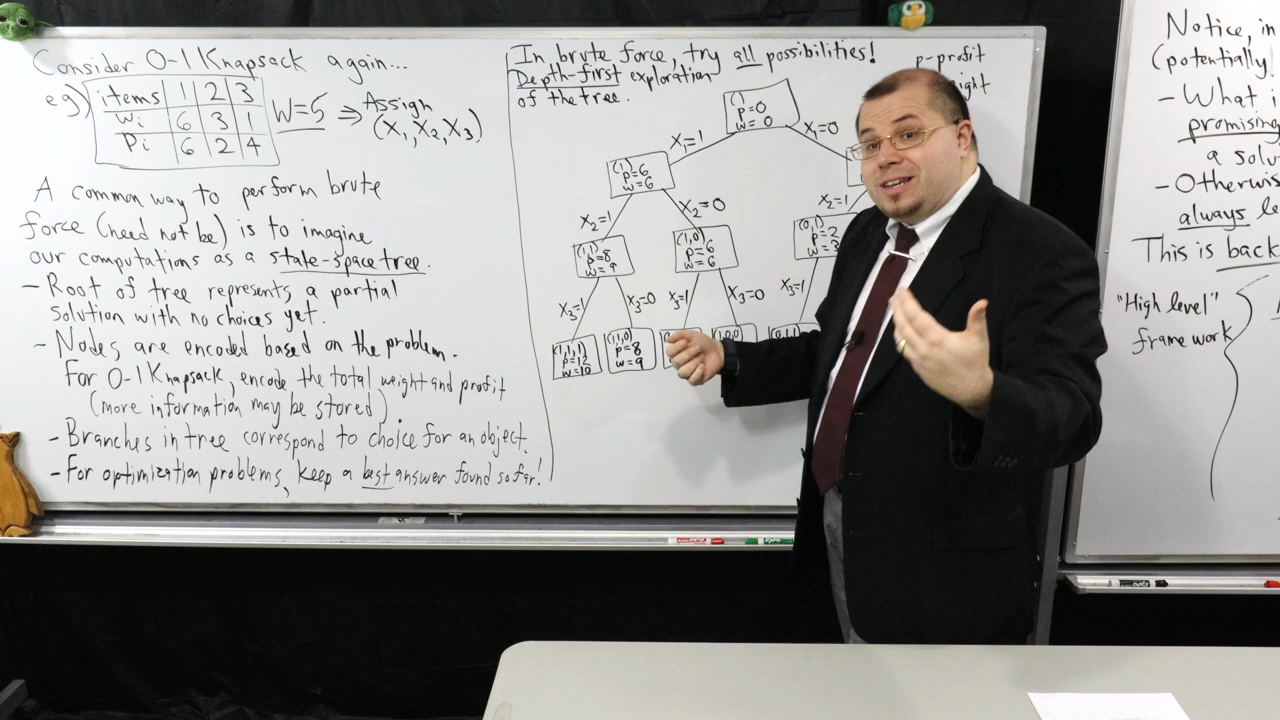 Consider 0-1 Knapsack again...
eg) items 1 2 3
wi 6 3 1
Pi 6 2 4
W=5 ⇒ Assign
(X1, X2, X3)
A common way to perform brute
force (need not be) is to imagine
our computations as a state-space tree.
- Root of tree represents a partial
solution with no choices yet.
- Nodes are encoded based on the problem.
For 0-1 Knapsack, encode the total weight and profit
(more information may be stored)
- Branches in tree correspond to choice for an object.
- For optimization problems, keep a best answer found so far!
In brute force, try all possibilities!
Depth-first exploration
of the tree.
p-profit
()
p=0
w=0
X1=1
X1=0
(1)
p=6
w=6
X2=1
X2=0
X2=1
(1,1)
p=8
w=9
(1,0)
p=6
w=6
(0,1)
p=2
w=3
X3=1
X3=0
X3=1
X3=0
X3=1
(1,1,1)
p=12
w=10
(1,1,0)
p=8
w=9
Notice, in
(potentially!
- What i
promising
a solu
- Otherwis
always le
This is back
"High level"
framework